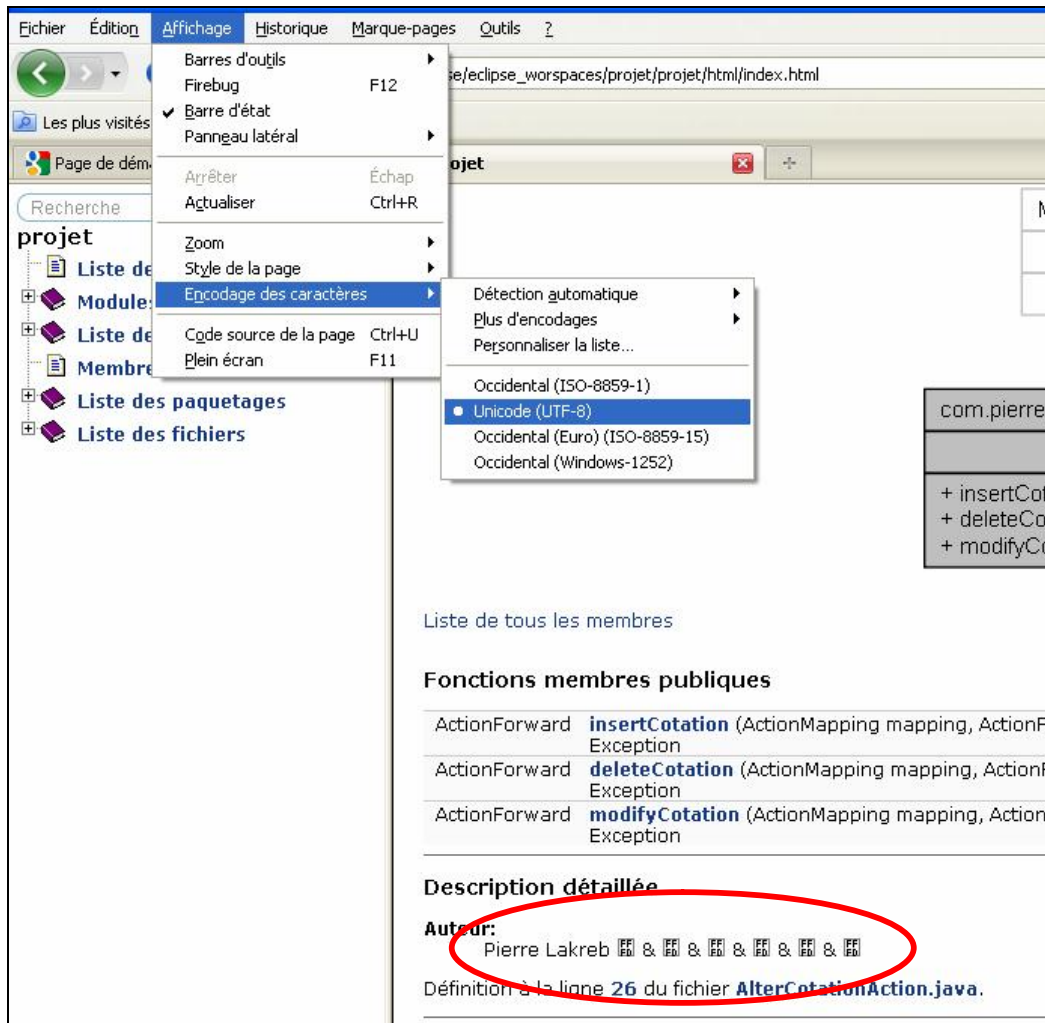 Fichier Édition Affichage Historique Marque-pages Outils ?
Barres d'outils
Firebug F12
Barre d'état
Panneau latéral
Arrêter Échap
Actualiser Ctrl+R
Zoom
Style de la page
Encodage des caractères
Code source de la page Ctrl+U
Plein écran F11
se/eclipse_worspaces/projet/projet/html/index.html
Les plus visités
Page de dém
ojet
Détection automatique
Plus d'encodages
Personnaliser la liste...
Occidental (ISO-8859-1)
Unicode (UTF-8)
Occidental (Euro) (ISO-8859-15)
Occidental (Windows-1252)
Recherche
projet
Liste de
Module
Liste de
Membre
Liste des paquetages
Liste des fichiers
com.pierre
+ insertCot
+ deleteCo
+ modifyCo
Liste de tous les membres
Fonctions membres publiques
ActionForward insertCotation (ActionMapping mapping, ActionF
Exception
ActionForward deleteCotation (ActionMapping mapping, ActionF
Exception
ActionForward modifyCotation (ActionMapping mapping, Action
Exception
Description détaillée
Auteur:
Pierre Lakreb � & � & � & � & � & �
Définition à la ligne 26 du fichier AlterCotationAction.java.